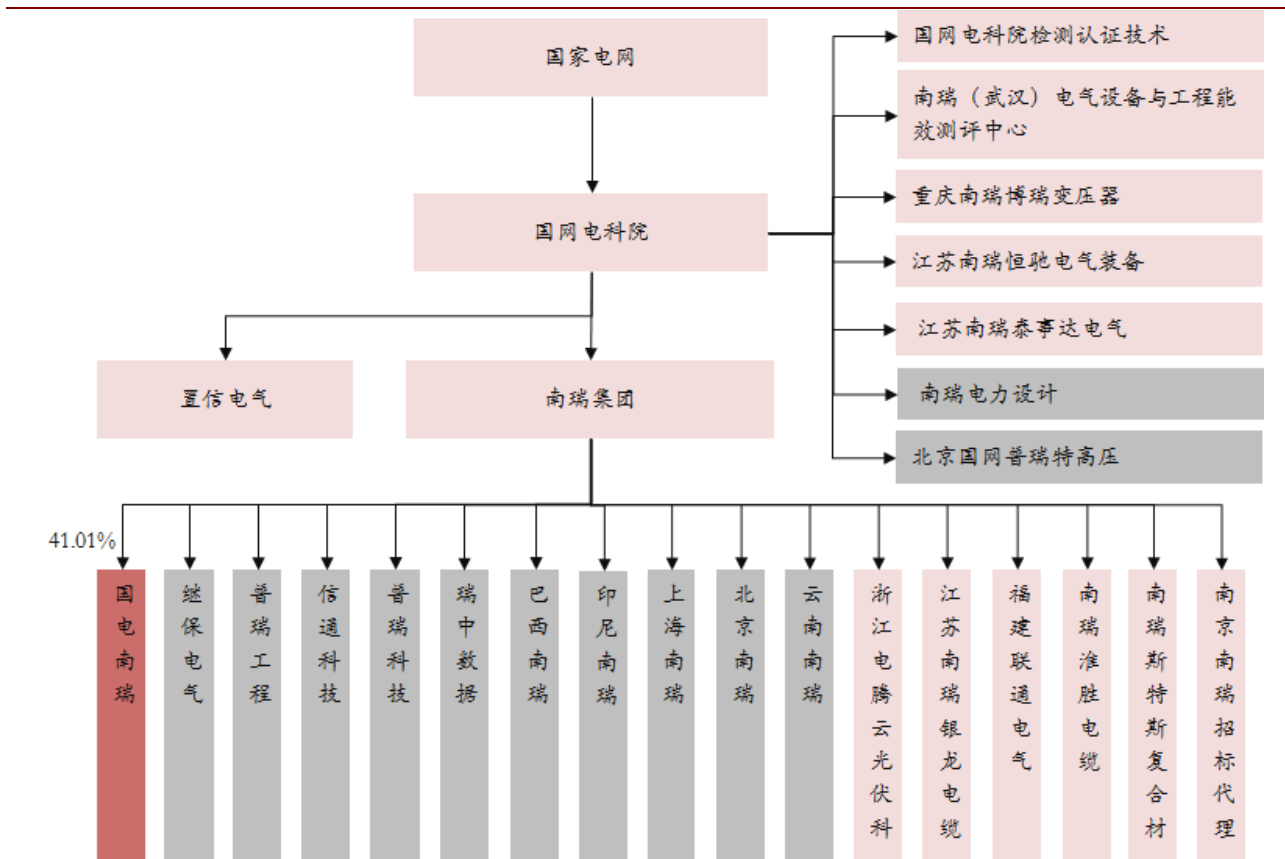 国家电网
国网电科院
置信电气
南瑞集团
国网电科院检测认证技术
南瑞（武汉）电气设备与工程能
效测评中心
重庆南瑞博瑞变压器
江苏南瑞恒驰电气装备
江苏南瑞泰事达电气
南瑞电力设计
北京国网普瑞特高压
41.01%
国电南瑞
继保电气
普瑞工程
信通科技
普瑞科技
瑞中数据
巴西南瑞
印尼南瑞
上海南瑞
北京南瑞
云南南瑞
浙江电腾云光伏科
江苏南瑞银龙电缆
福建联通电气
南瑞淮胜电缆
南瑞斯特斯复合材
南京南瑞招标代理